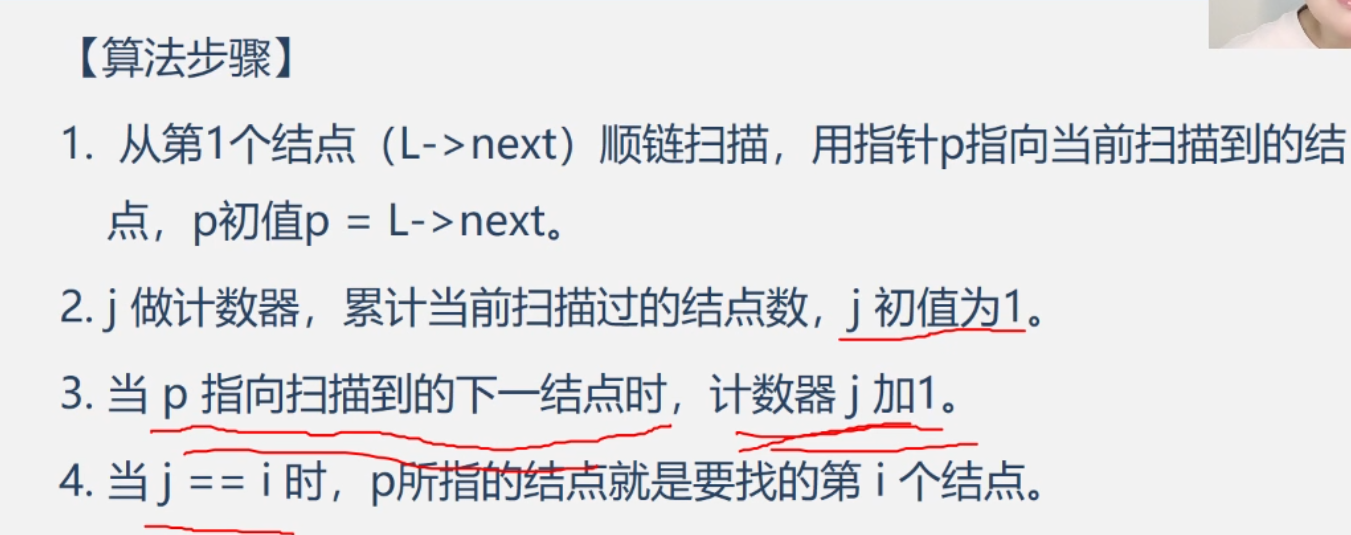 【算法步骤】
1. 从第1个结点（L->next）顺链扫描，用指针p指向当前扫描到的结
点，p初值p = L->next。
2. j 做计数器，累计当前扫描过的结点数，j 初值为1。
3. 当 p 指向扫描到的下一结点时，计数器 j 加1。
4. 当 j == i 时，p所指的结点就是要找的第 i 个结点。